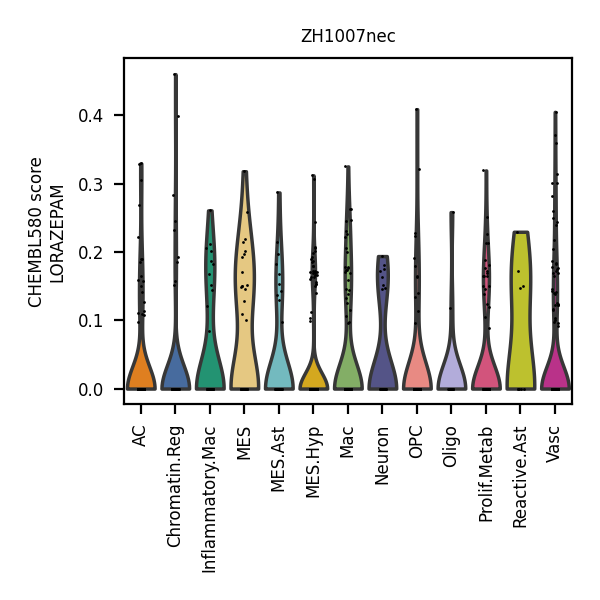 ZH1007nec
CHEMBL580 score
LORAZEPAM
0.4
0.3
0.2
0.1
0.0
AC
Chromatin.Reg
Inflammatory.Mac
MES
MES.Ast
MES.Hyp
Mac
Neuron
OPC
Oligo
Prolif.Metab
Reactive.Ast
Vasc